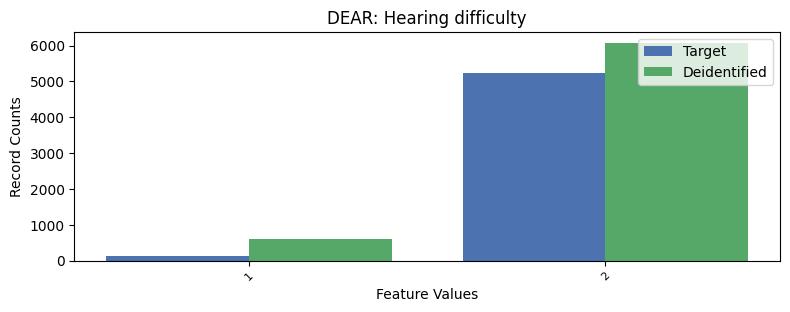 DEAR: Hearing difficulty
Target
Deidentified
Record Counts
6000
5000
4000
3000
2000
1000
0
1
2
Feature Values